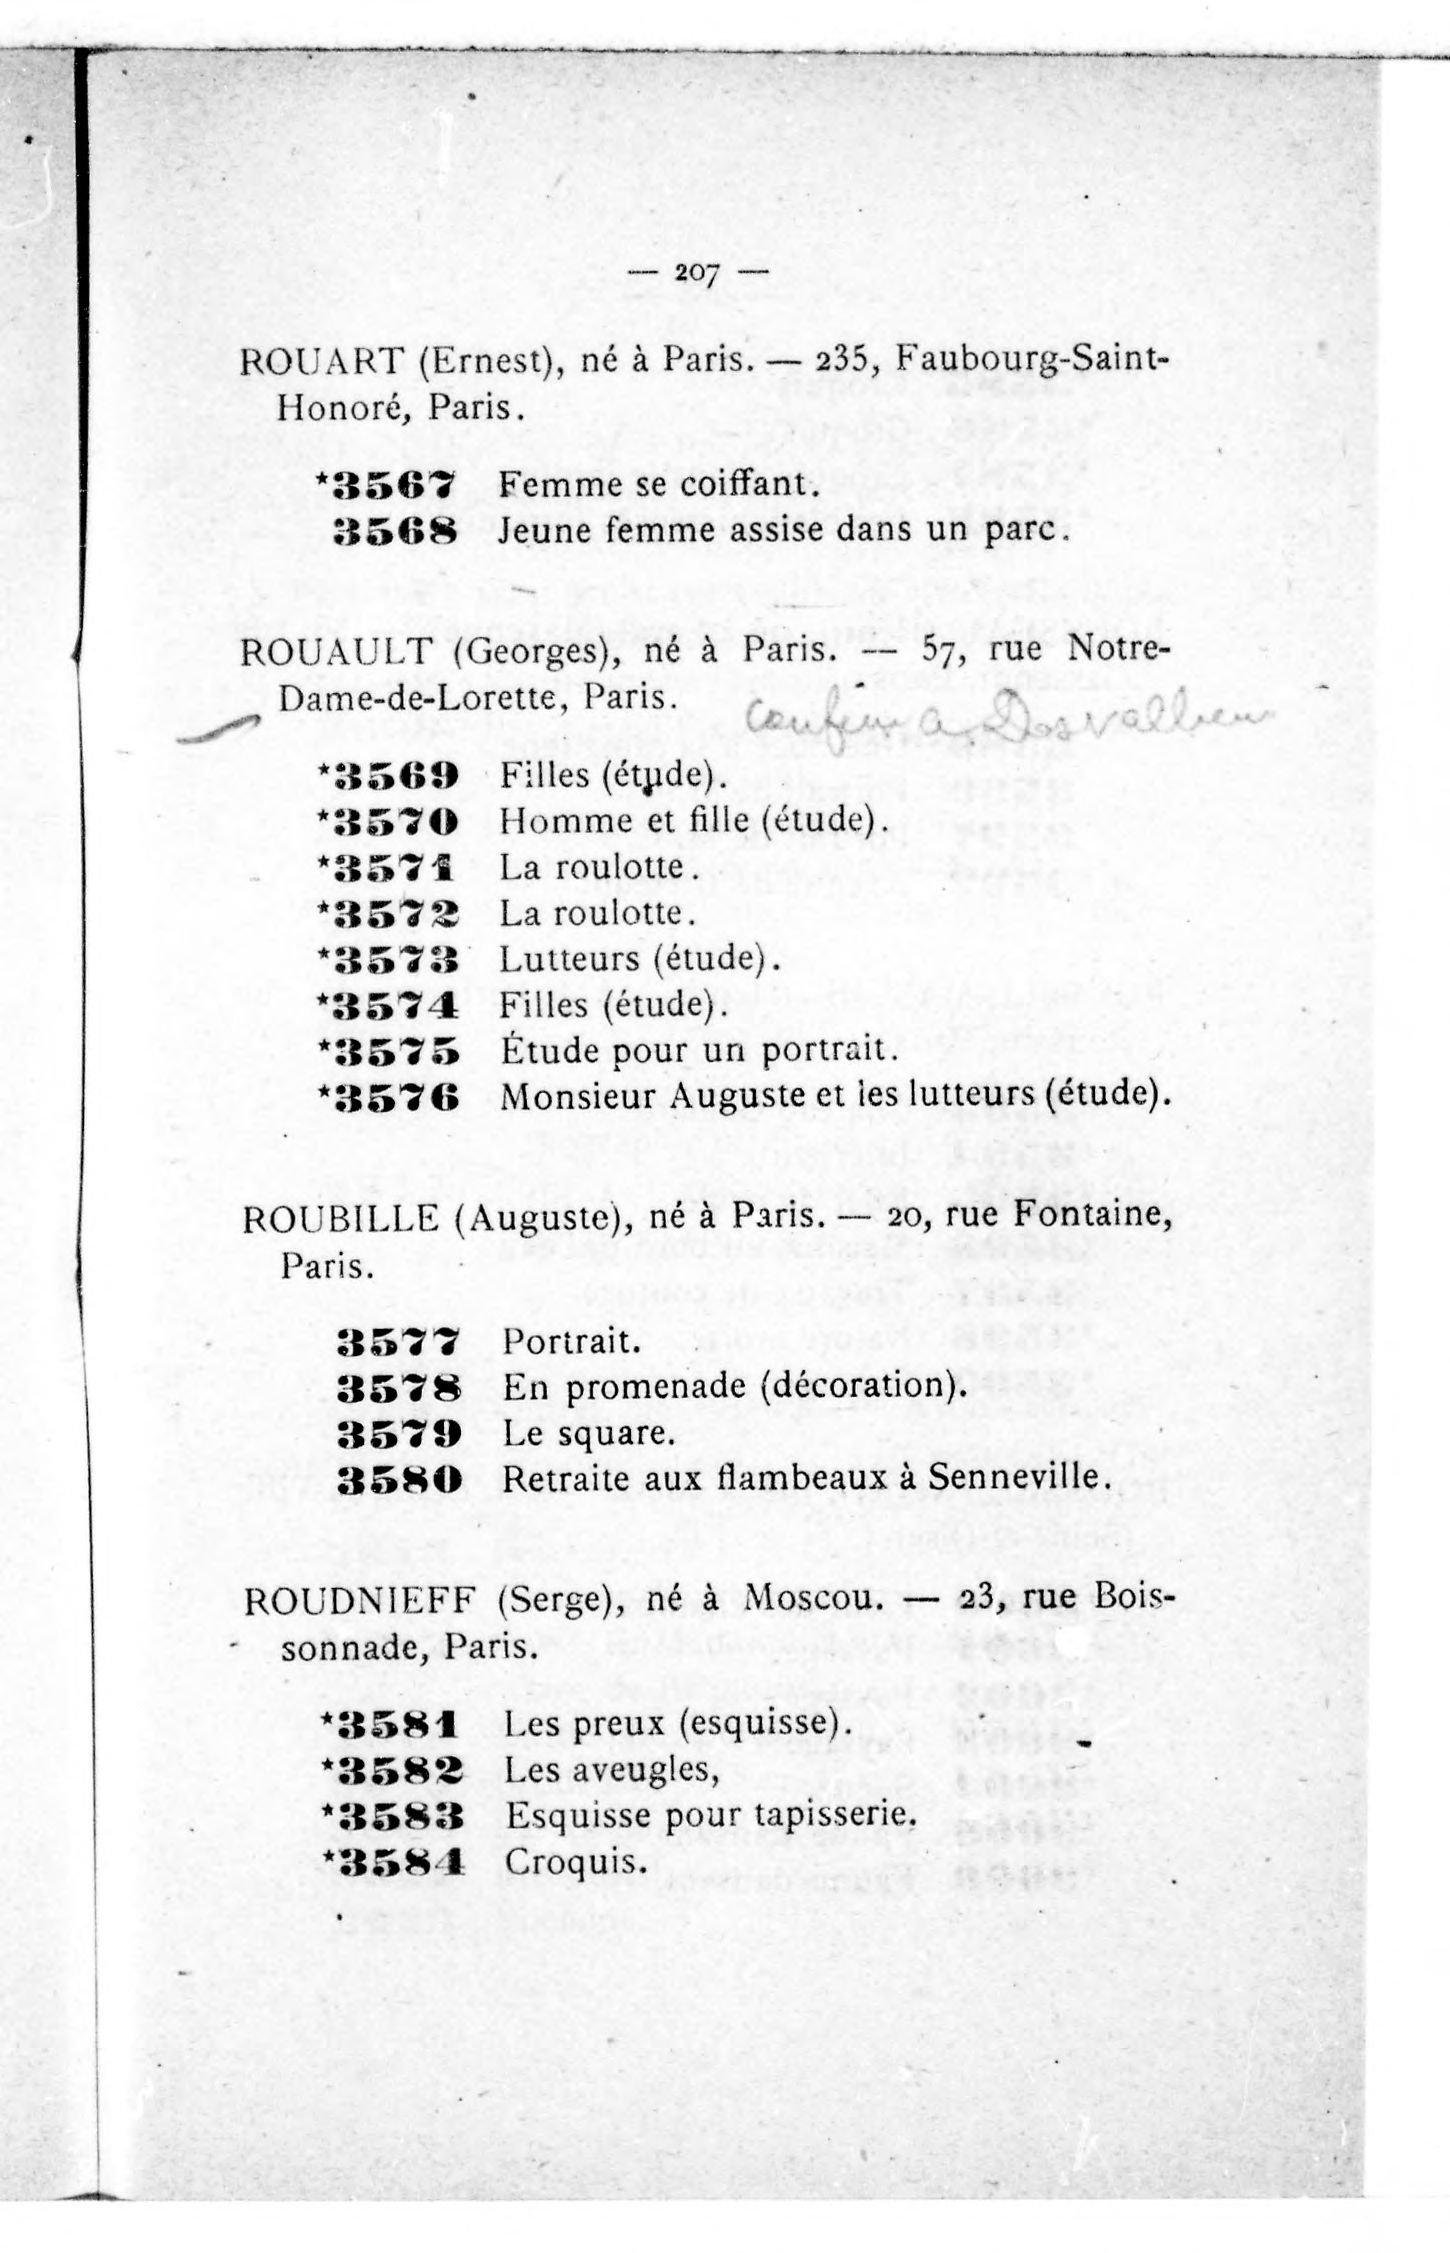 — 207 —
ROUART (Ernest), né à Paris. — 235, Faubourg-Saint-
Honoré, Paris.
*3567 Femme se coiffant.
3568 Jeune femme assise dans un parc.
ROUAULT (Georges), né à Paris. — 57, rue Notre-
Dame-de-Lorette, Paris.
a Desvallieres
*3569 Filles (étude).
*3570 Homme et fille (étude).
*3571 La roulotte.
*3572 La roulotte.
*3573 Lutteurs (étude).
*3574 Filles (étude).
*3575 Étude pour un portrait.
*3576 Monsieur Auguste et les lutteurs (étude).
ROUBILLE (Auguste), né à Paris. — 20, rue Fontaine,
Paris.
3577 Portrait.
3578 En promenade (décoration).
3579 Le square.
3580 Retraite aux flambeaux à Senneville.
ROUDNIEFF (Serge), né à Moscou. — 23, rue Bois-
sonnade, Paris.
*3581 Les preux (esquisse).
*3582 Les aveugles,
*3583 Esquisse pour tapisserie.
*3584 Croquis.